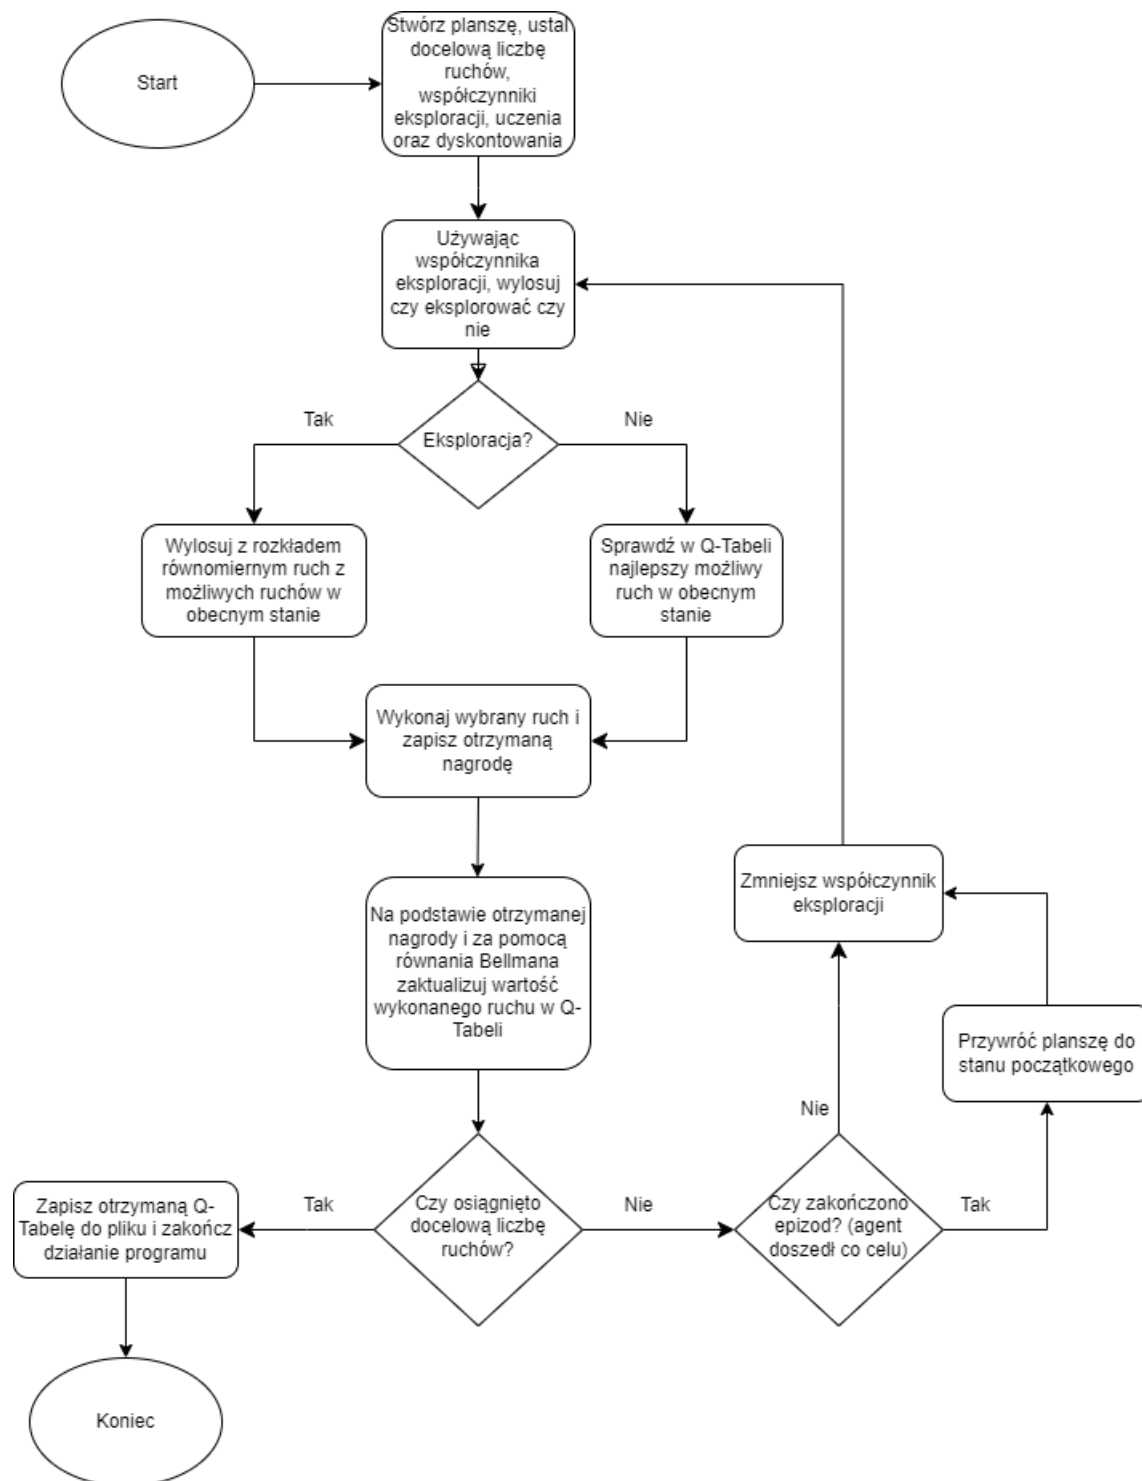 Start
Stwórz planszę, ustal
docelową liczbę
ruchów,
współczynniki
eksploracji, uczenia
oraz dyskontowania
Używając
współczynnika
eksploracji, wylosuj
czy eksplorować czy
nie
Tak
Eksploracja?
Nie
Wylosuj z rozkładem
równomiernym ruch z
możliwych ruchów w
obecnym stanie
Sprawdź w Q-Tabeli
najlepszy możliwy
ruch w obecnym
stanie
Wykonaj wybrany ruch i
zapisz otrzymaną
nagrodę
Zmniejsz współczynnik
eksploracji
Na podstawie otrzymanej
nagrody i za pomocą
równania Bellmana
zaktualizuj wartość
wykonanego ruchu w Q-
Tabeli
Przywróć planszę do
stanu początkowego
Nie
Zapisz otrzymaną Q-
Tabelę do pliku i zakończ
działanie programu
Tak
Czy osiągnięto
docelową liczbę
ruchów?
Nie
Czy zakończono
epizod? (agent
doszedł co celu)
Tak
Koniec